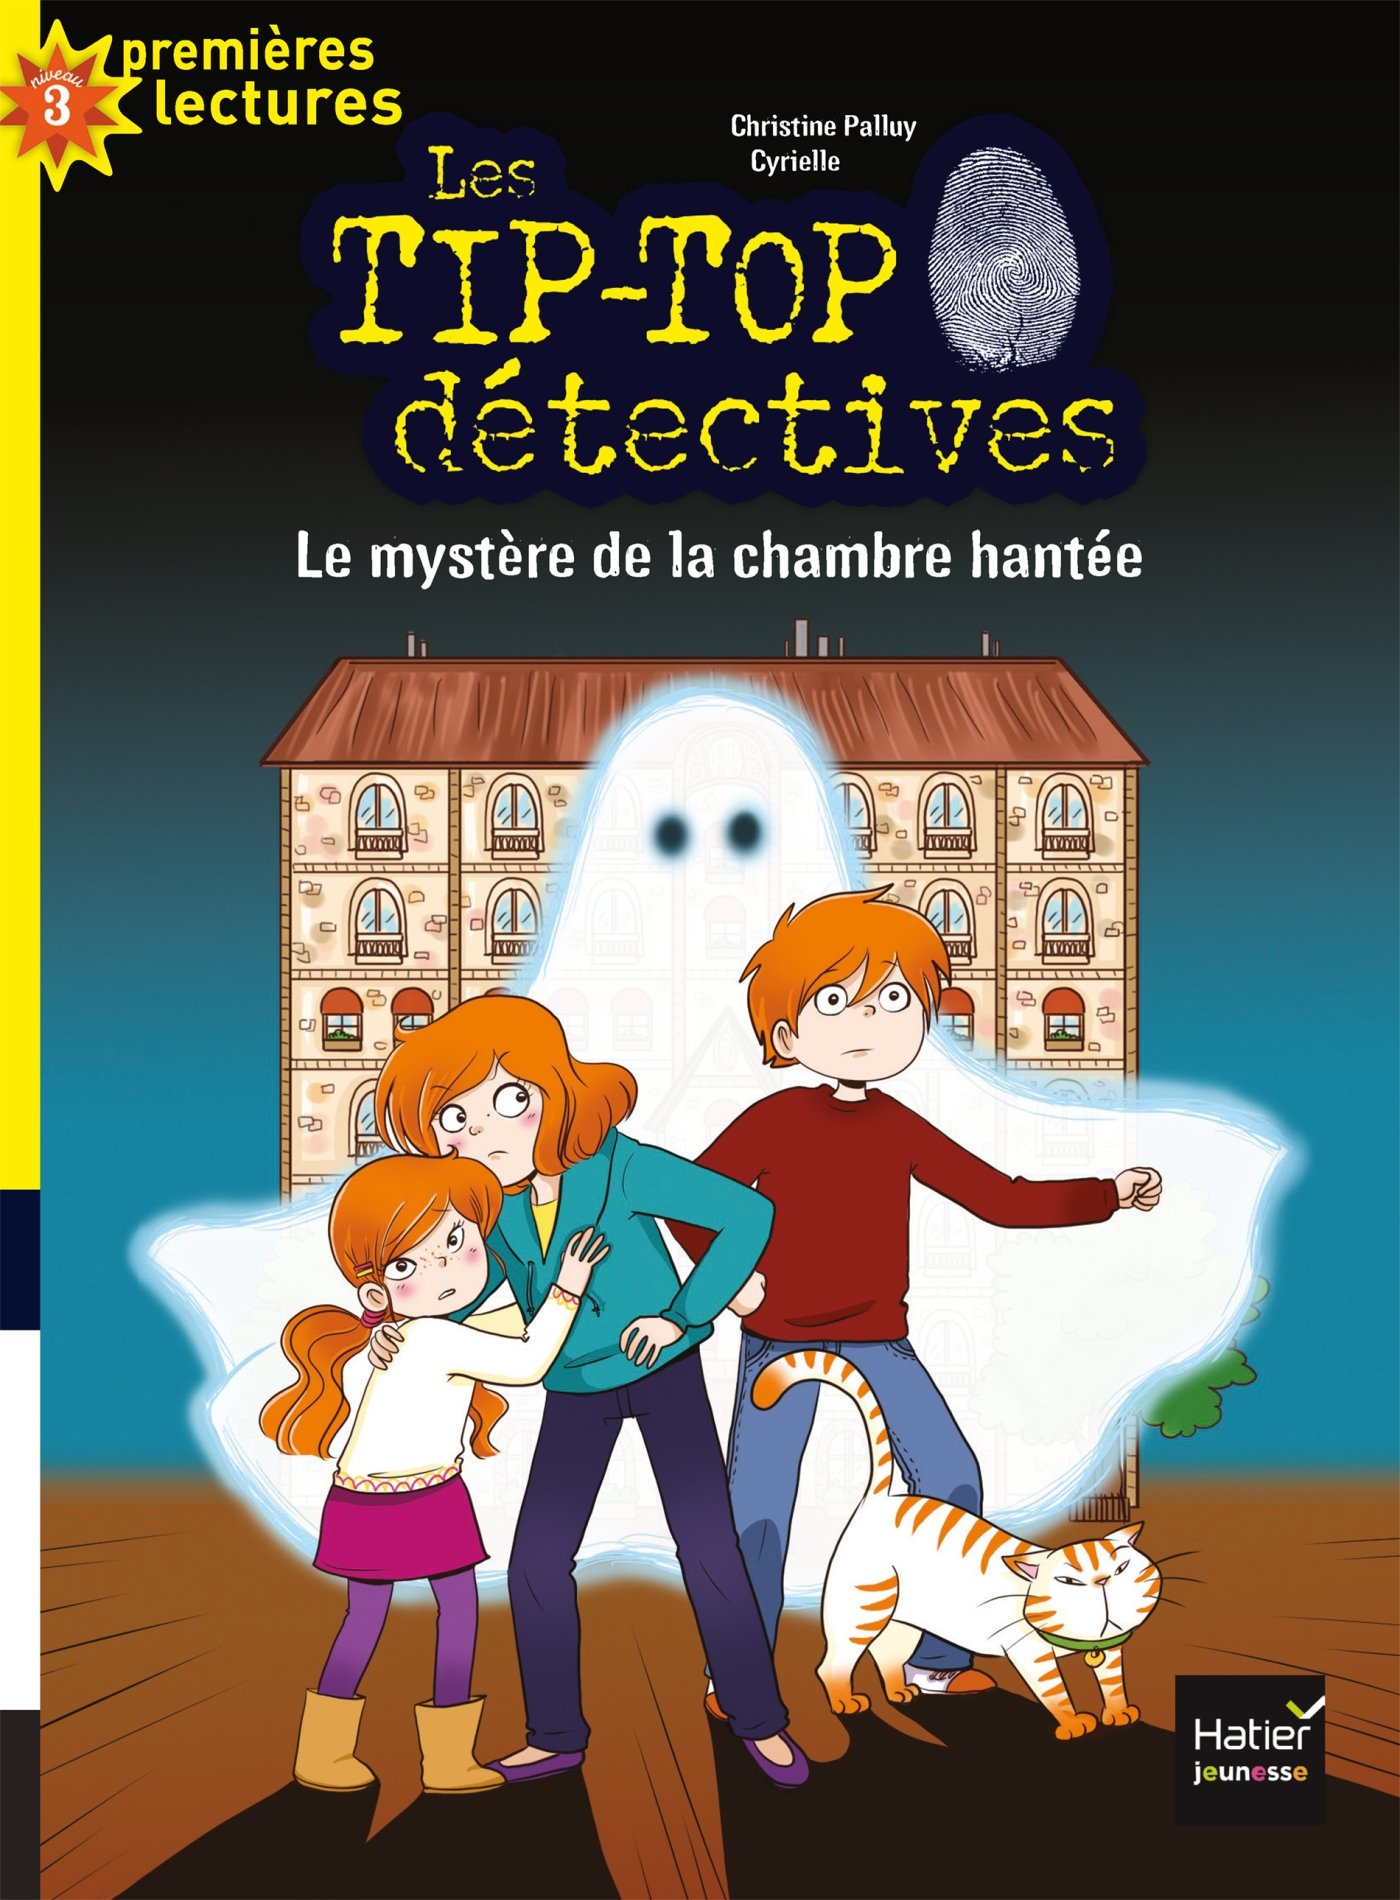 premières
lectures
niveau
3
Christine Palluy
Cyrielle
Les
TIP-TOP
détectives
Le mystère de la chambre hantée
Hatier
jeunesse